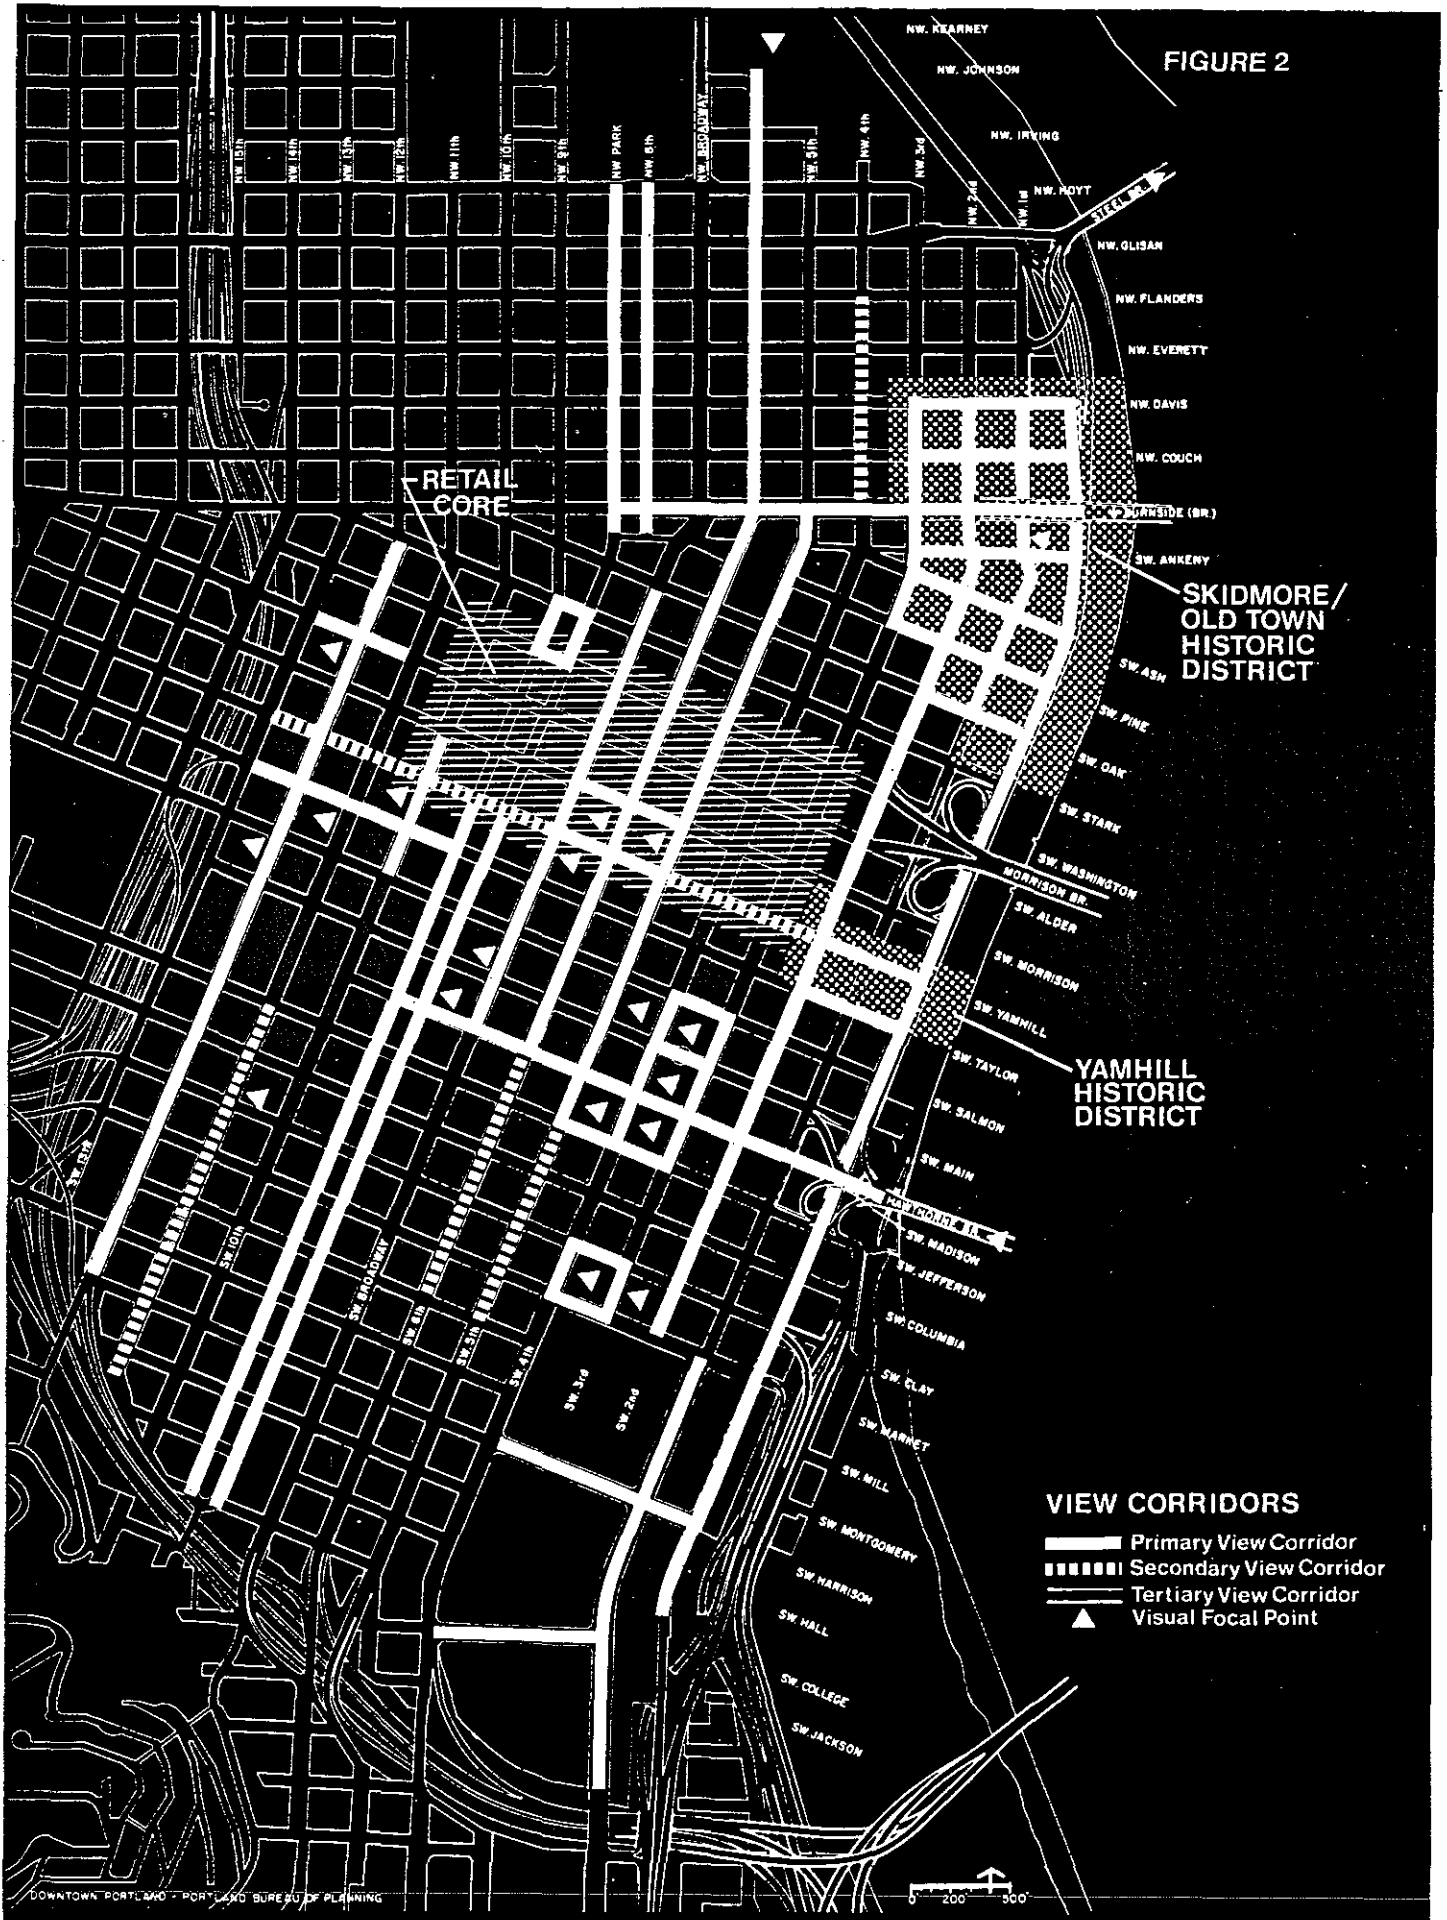 FIGURE 2
NW. KEARNEY
NW. JOHNSON
NW. IRVING
NW. HOYT
STEEL BR.
NW. GLISAN
NW. FLANDERS
NW. EVERETT
NW. DAVIS
NW. COUCH
BURNSIDE (BR.)
SW. ANKENY
NW. 15th
NW. 14th
NW. 13th
NW. 12th
NW. 11th
NW. 10th
NW. 9th
NW PARK
NW. 8th
NW. BROADWAY
NW. 5th
NW. 4th
NW. 3rd
NW. 2nd
NW. 1st
RETAIL
CORE
SKIDMORE/
OLD TOWN
HISTORIC
DISTRICT
SW. ASH
SW. PINE
SW. OAK
SW. STARK
SW. WASHINGTON
MORRISON BR.
SW. ALDER
SW. MORRISON
SW. YAMHILL
SW. TAYLOR
YAMHILL
HISTORIC
DISTRICT
SW. SALMON
SW. MAIN
HAWTHORNE BR.
SW. MADISON
SW. JEFFERSON
SW. COLUMBIA
SW. CLAY
SW. MARKET
SW. MILL
SW. MONTGOMERY
SW. HARRISON
SW. HALL
SW. COLLEGE
SW. JACKSON
SW. 13th
SW. 10th
SW. BROADWAY
SW. 6th
SW. 5th
SW. 4th
SW. 3rd
SW. 2nd
VIEW CORRIDORS
Primary View Corridor
Secondary View Corridor
Tertiary View Corridor
Visual Focal Point
DOWNTOWN PORTLAND - PORTLAND BUREAU OF PLANNING
0 200 500